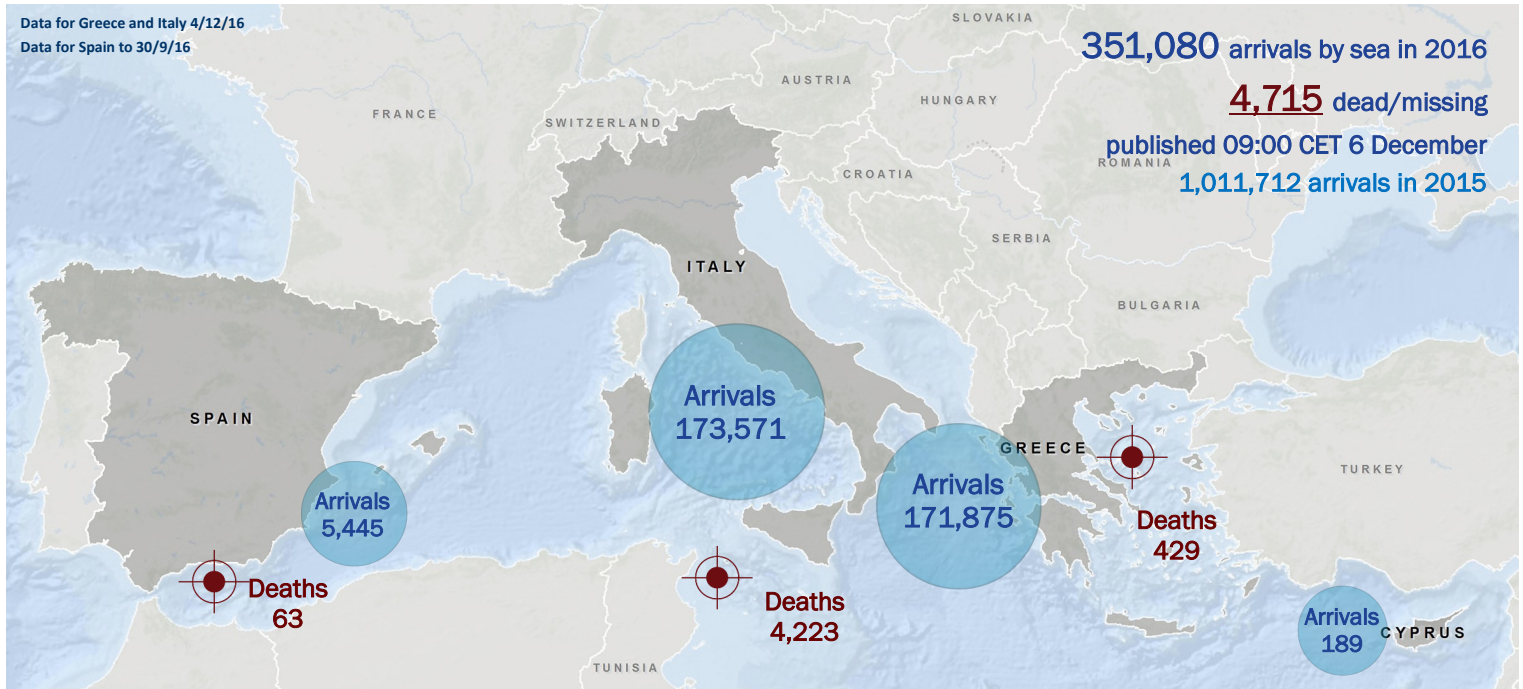 Data for Greece and Italy 4/12/16
Data for Spain to 30/9/16
351,080 arrivals by sea in 2016
4,715 dead/missing
published 09:00 CET 6 December
1,011,712 arrivals in 2015
SLOVAKIA
AUSTRIA
HUNGARY
FRANCE
SWITZERLAND
ROMANIA
CROATIA
SERBIA
ITALY
BULGARIA
SPAIN
Arrivals
173,571
GREECE
TURKEY
Arrivals
5,445
Arrivals
171,875
Deaths
429
Deaths
63
Deaths
4,223
Arrivals
189
CYPRUS
TUNISIA